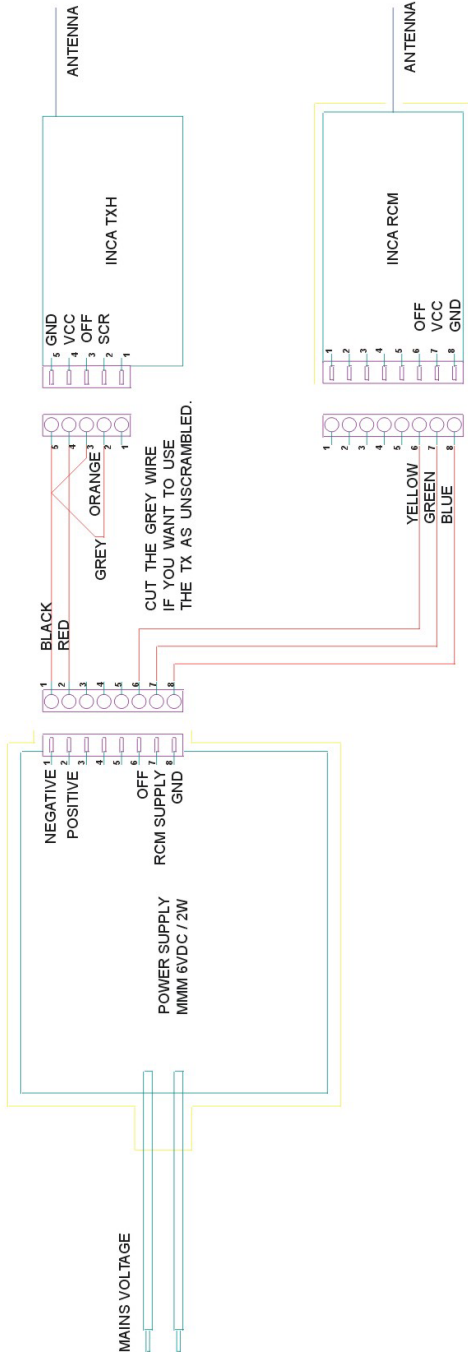 MAINS VOLTAGE
POWER SUPPLY
MMM 6VDC / 2W
NEGATIVE
POSITIVE
OFF
RCM SUPPLY
GND
1
2
3
4
5
6
7
8
1
2
3
4
5
6
7
8
BLACK
RED
GREY
ORANGE
CUT THE GREY WIRE
IF YOU WANT TO USE
THE TX AS UNSCRAMBLED.
5
4
3
2
1
5
4
3
2
1
GND
VCC
OFF
SCR
INCA TXH
ANTENNA
YELLOW
GREEN
BLUE
1
2
3
4
5
6
7
8
1
2
3
4
5
6
7
8
OFF
VCC
GND
INCA RCM
ANTENNA